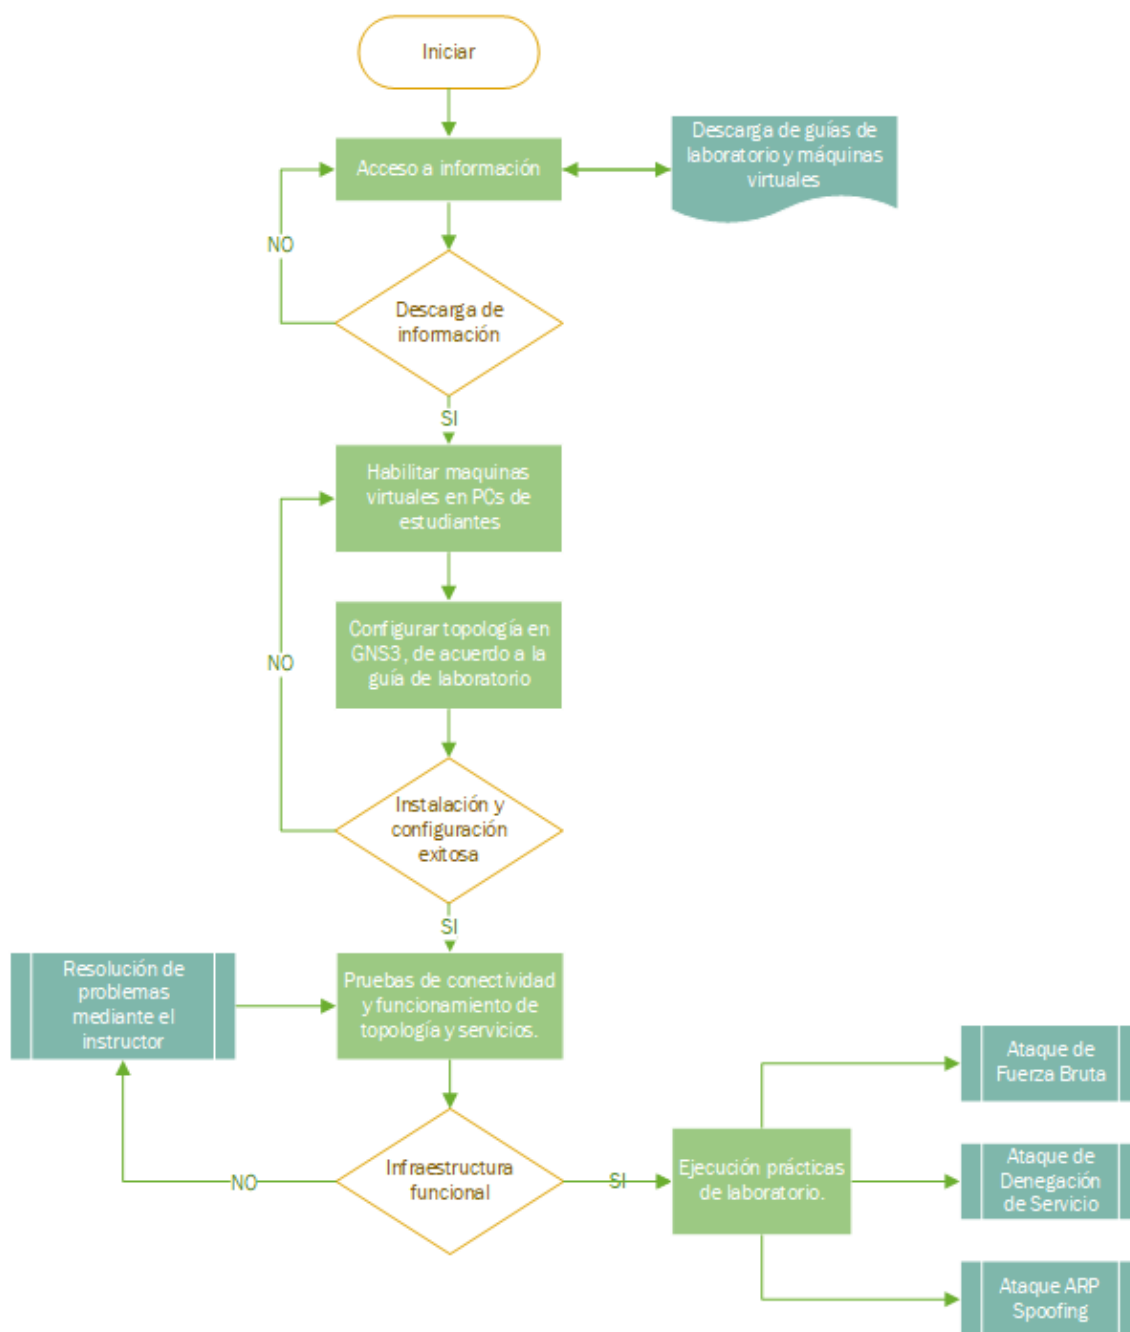 Iniciar
Acceso a información
Descarga de guías de
laboratorio y máquinas
virtuales
NO
Descarga de
información
SI
Habilitar maquinas
virtuales en PCs de
estudiantes
Configurar topología en
GNS3, de acuerdo a la
guía de laboratorio
NO
Instalación y
configuración
exitosa
SI
Resolución de
problemas
mediante el
instructor
Pruebas de conectividad
y funcionamiento de
topología y servicios.
Infraestructura
funcional
NO
SI
Ejecución prácticas
de laboratorio.
Ataque de
Fuerza Bruta
Ataque de
Denegación
de Servicio
Ataque ARP
Spoofing